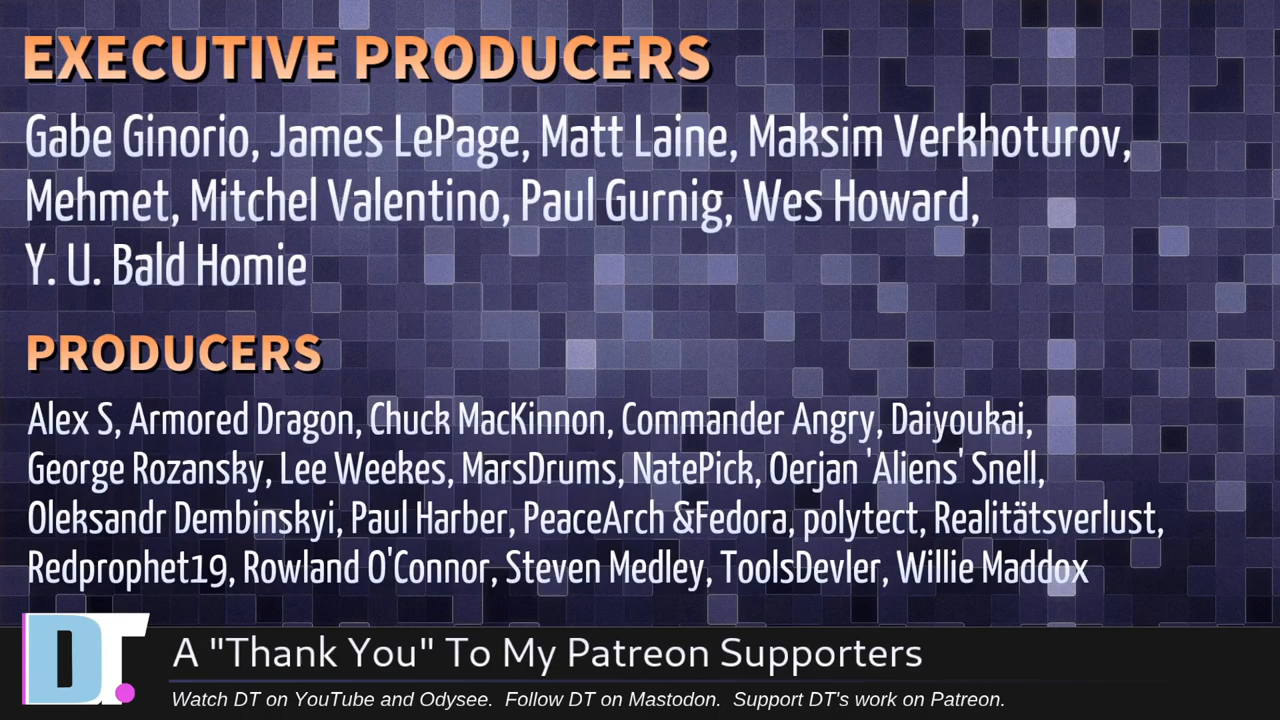 EXECUTIVE PRODUCERS
Gabe Ginorio, James LePage, Matt Laine, Maksim Verkhoturov,
Mehmet, Mitchel Valentino, Paul Gurnig, Wes Howard,
Y. U. Bald Homie
PRODUCERS
Alex S, Armored Dragon, Chuck MacKinnon, Commander Angry, Daiyoukai,
George Rozansky, Lee Weekes, MarsDrums, NatePick, Oerjan 'Aliens' Snell,
Oleksandr Dembinskyi, Paul Harber, PeaceArch &Fedora, polytect, Realitätsverlust,
Redprophet19, Rowland O'Connor, Steven Medley, ToolsDevler, Willie Maddox
DT
A "Thank You" To My Patreon Supporters
Watch DT on YouTube and Odysee.  Follow DT on Mastodon.  Support DT's work on Patreon.